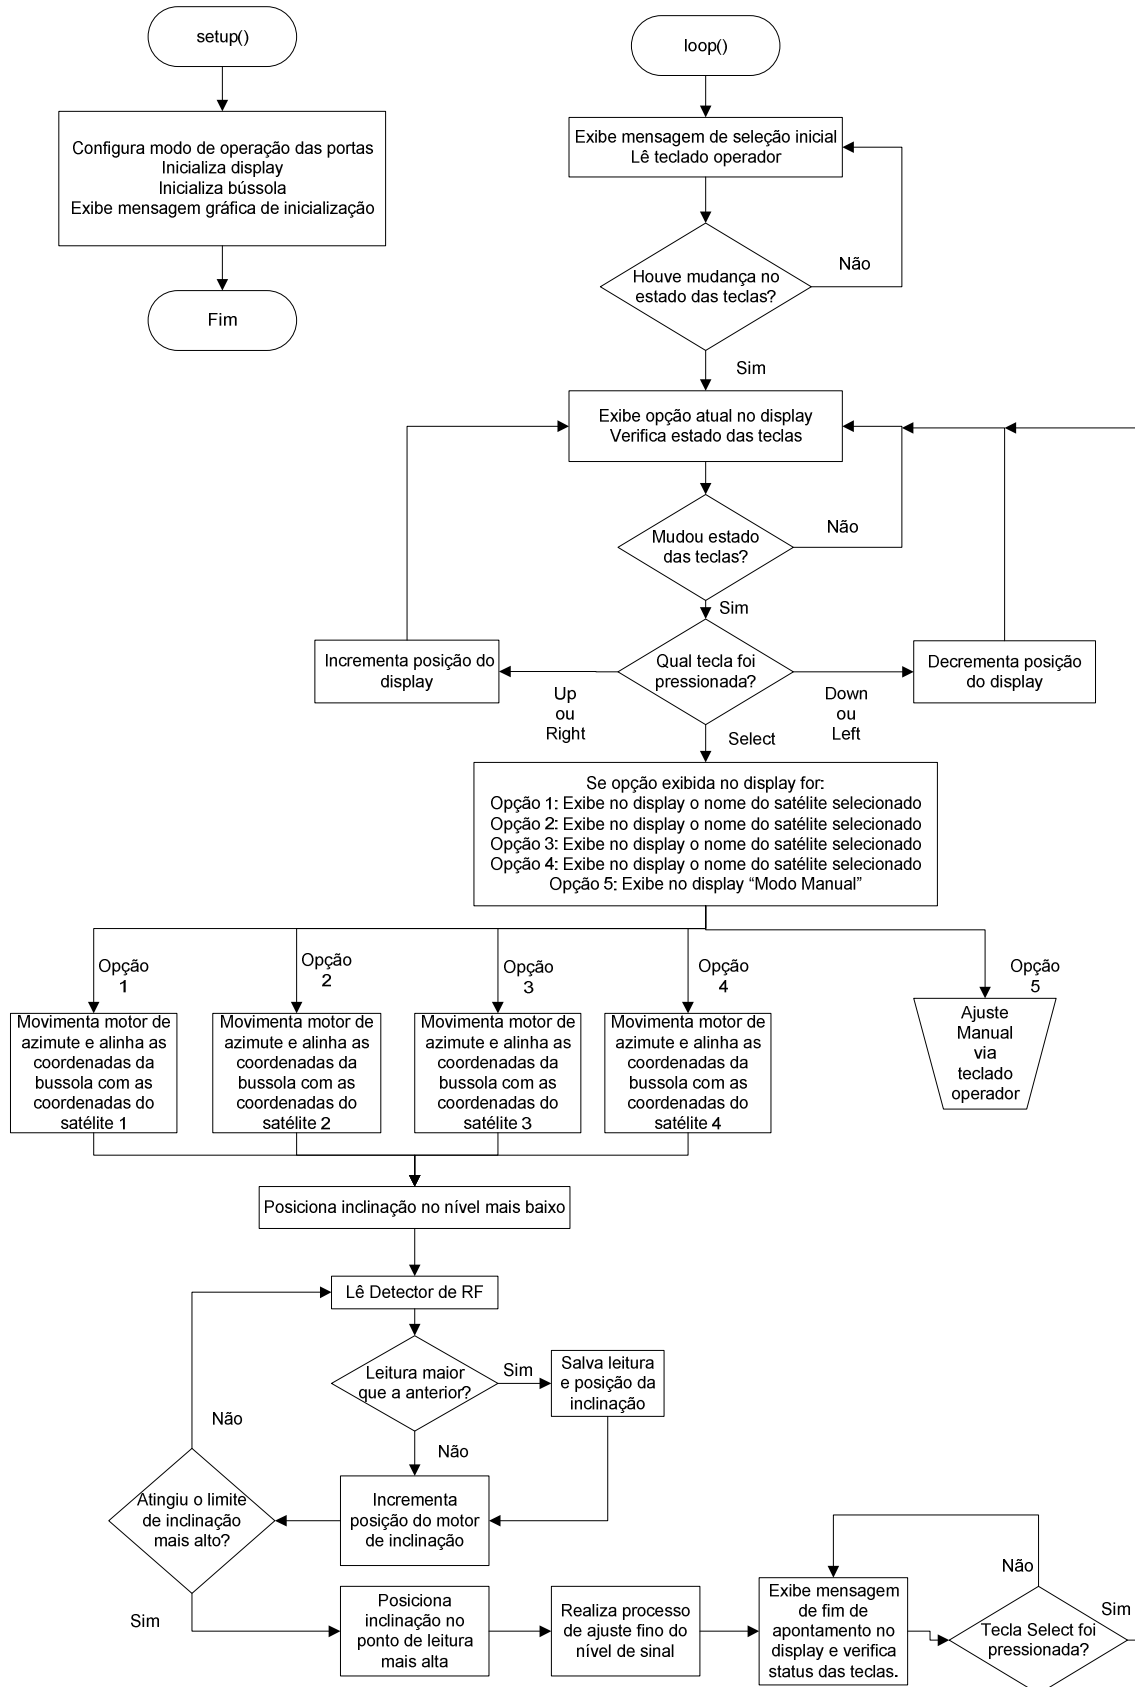 setup()
Configura modo de operação das portas
Inicializa display
Inicializa bússola
Exibe mensagem gráfica de inicialização
Fim
loop()
Exibe mensagem de seleção inicial
Lê teclado operador
Houve mudança no
estado das teclas?
Não
Sim
Exibe opção atual no display
Verifica estado das teclas
Mudou estado
das teclas?
Não
Sim
Qual tecla foi
pressionada?
Incrementa posição do
display
Up
ou
Right
Down
ou
Left
Decrementa posição
do display
Select
Se opção exibida no display for:
Opção 1: Exibe no display o nome do satélite selecionado
Opção 2: Exibe no display o nome do satélite selecionado
Opção 3: Exibe no display o nome do satélite selecionado
Opção 4: Exibe no display o nome do satélite selecionado
Opção 5: Exibe no display “Modo Manual”
Opção
1
Opção
2
Opção
3
Opção
4
Opção
5
Movimenta motor de
azimute e alinha as
coordenadas da
bussola com as
coordenadas do
satélite 1
Movimenta motor de
azimute e alinha as
coordenadas da
bussola com as
coordenadas do
satélite 2
Movimenta motor de
azimute e alinha as
coordenadas da
bussola com as
coordenadas do
satélite 3
Movimenta motor de
azimute e alinha as
coordenadas da
bussola com as
coordenadas do
satélite 4
Ajuste
Manual
via
teclado
operador
Posiciona inclinação no nível mais baixo
Lê Detector de RF
Leitura maior
que a anterior?
Sim
Salva leitura
e posição da
inclinação
Não
Incrementa
posição do motor
de inclinação
Atingiu o limite
de inclinação
mais alto?
Não
Sim
Posiciona
inclinação no
ponto de leitura
mais alta
Realiza processo
de ajuste fino do
nível de sinal
Exibe mensagem
de fim de
apontamento no
display e verifica
status das teclas.
Tecla Select foi
pressionada?
Não
Sim